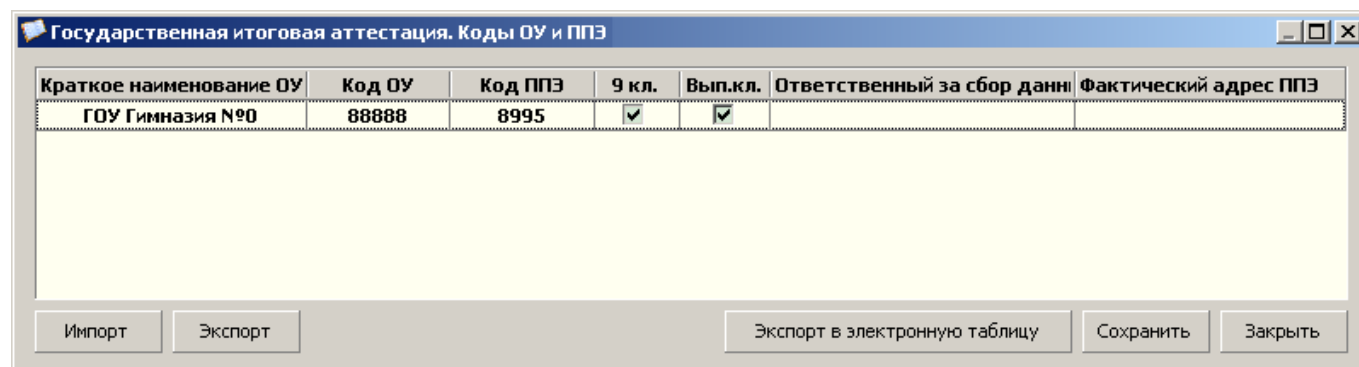 Государственная итоговая аттестация. Коды ОУ и ППЭ
Краткое наименование ОУ Код ОУ Код ППЭ 9 кл. Вып.кл. Ответственный за сбор данн Фактический адрес ППЭ
ГОУ Гимназия №0 88888 8995
Импорт Экспорт Экспорт в электронную таблицу Сохранить Закрыть